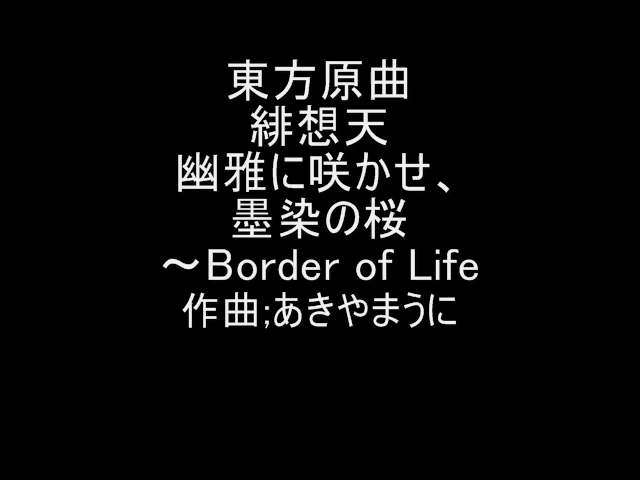 東方原曲
緋想天
幽雅に咲かせ、
墨染の桜
～Border of Life
作曲;あきやまうに